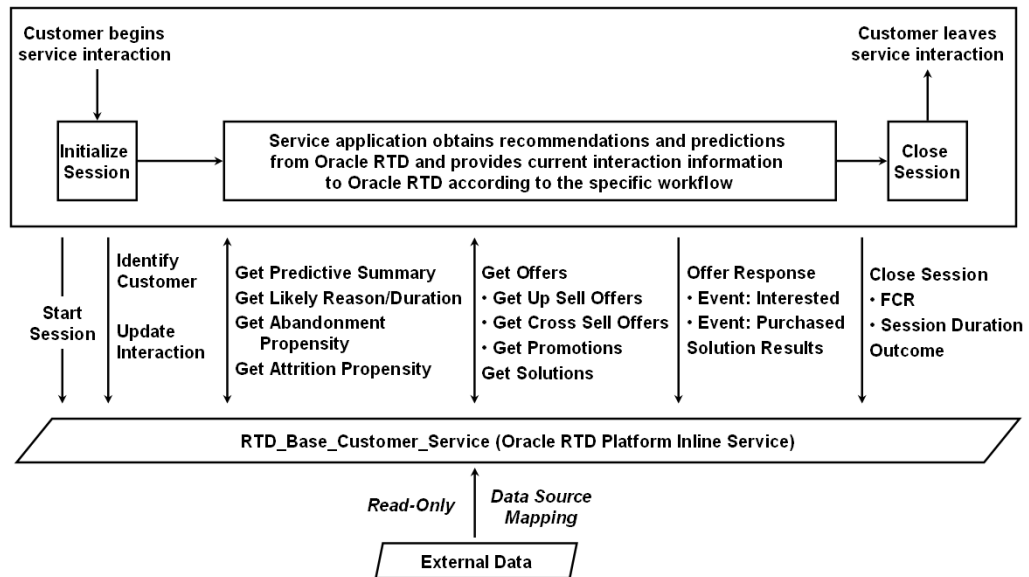 Customer begins
service interaction
Customer leaves
service interaction
Initialize
Session
Service application obtains recommendations and predictions
from Oracle RTD and provides current interaction information
to Oracle RTD according to the specific workflow
Close
Session
Start
Session
Identify
Customer
Update
Interaction
Get Predictive Summary
Get Likely Reason/Duration
Get Abandonment
Propensity
Get Attrition Propensity
Get Offers
• Get Up Sell Offers
• Get Cross Sell Offers
• Get Promotions
Get Solutions
Offer Response
• Event: Interested
• Event: Purchased
Solution Results
Close Session
• FCR
• Session Duration
Outcome
RTD_Base_Customer_Service (Oracle RTD Platform Inline Service)
Read-Only
Data Source
Mapping
External Data